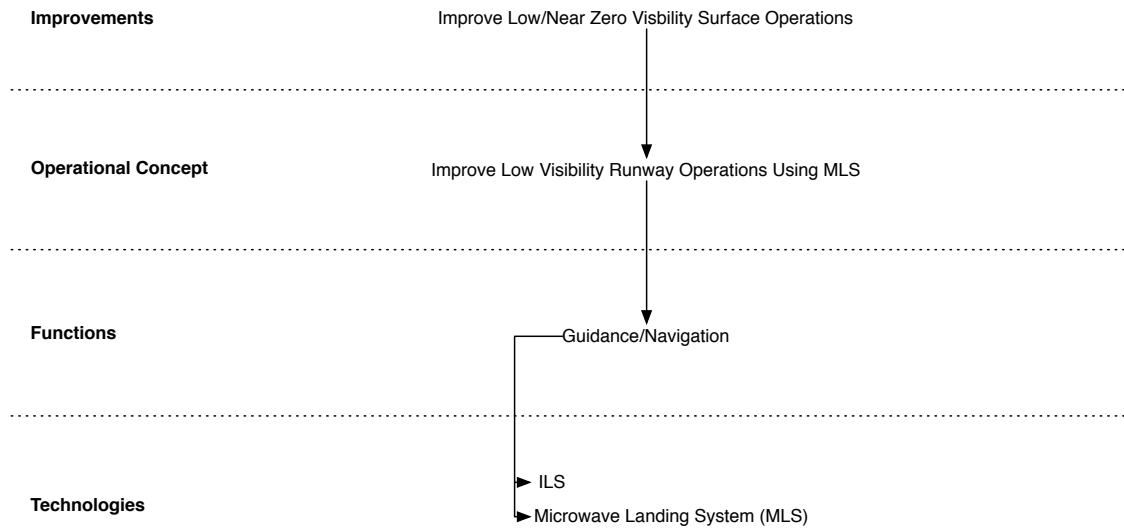 Improvements
Improve Low/Near Zero Visbility Surface Operations
Operational Concept
Improve Low Visibility Runway Operations Using MLS
Functions
Guidance/Navigation
ILS
Technologies
Microwave Landing System (MLS)